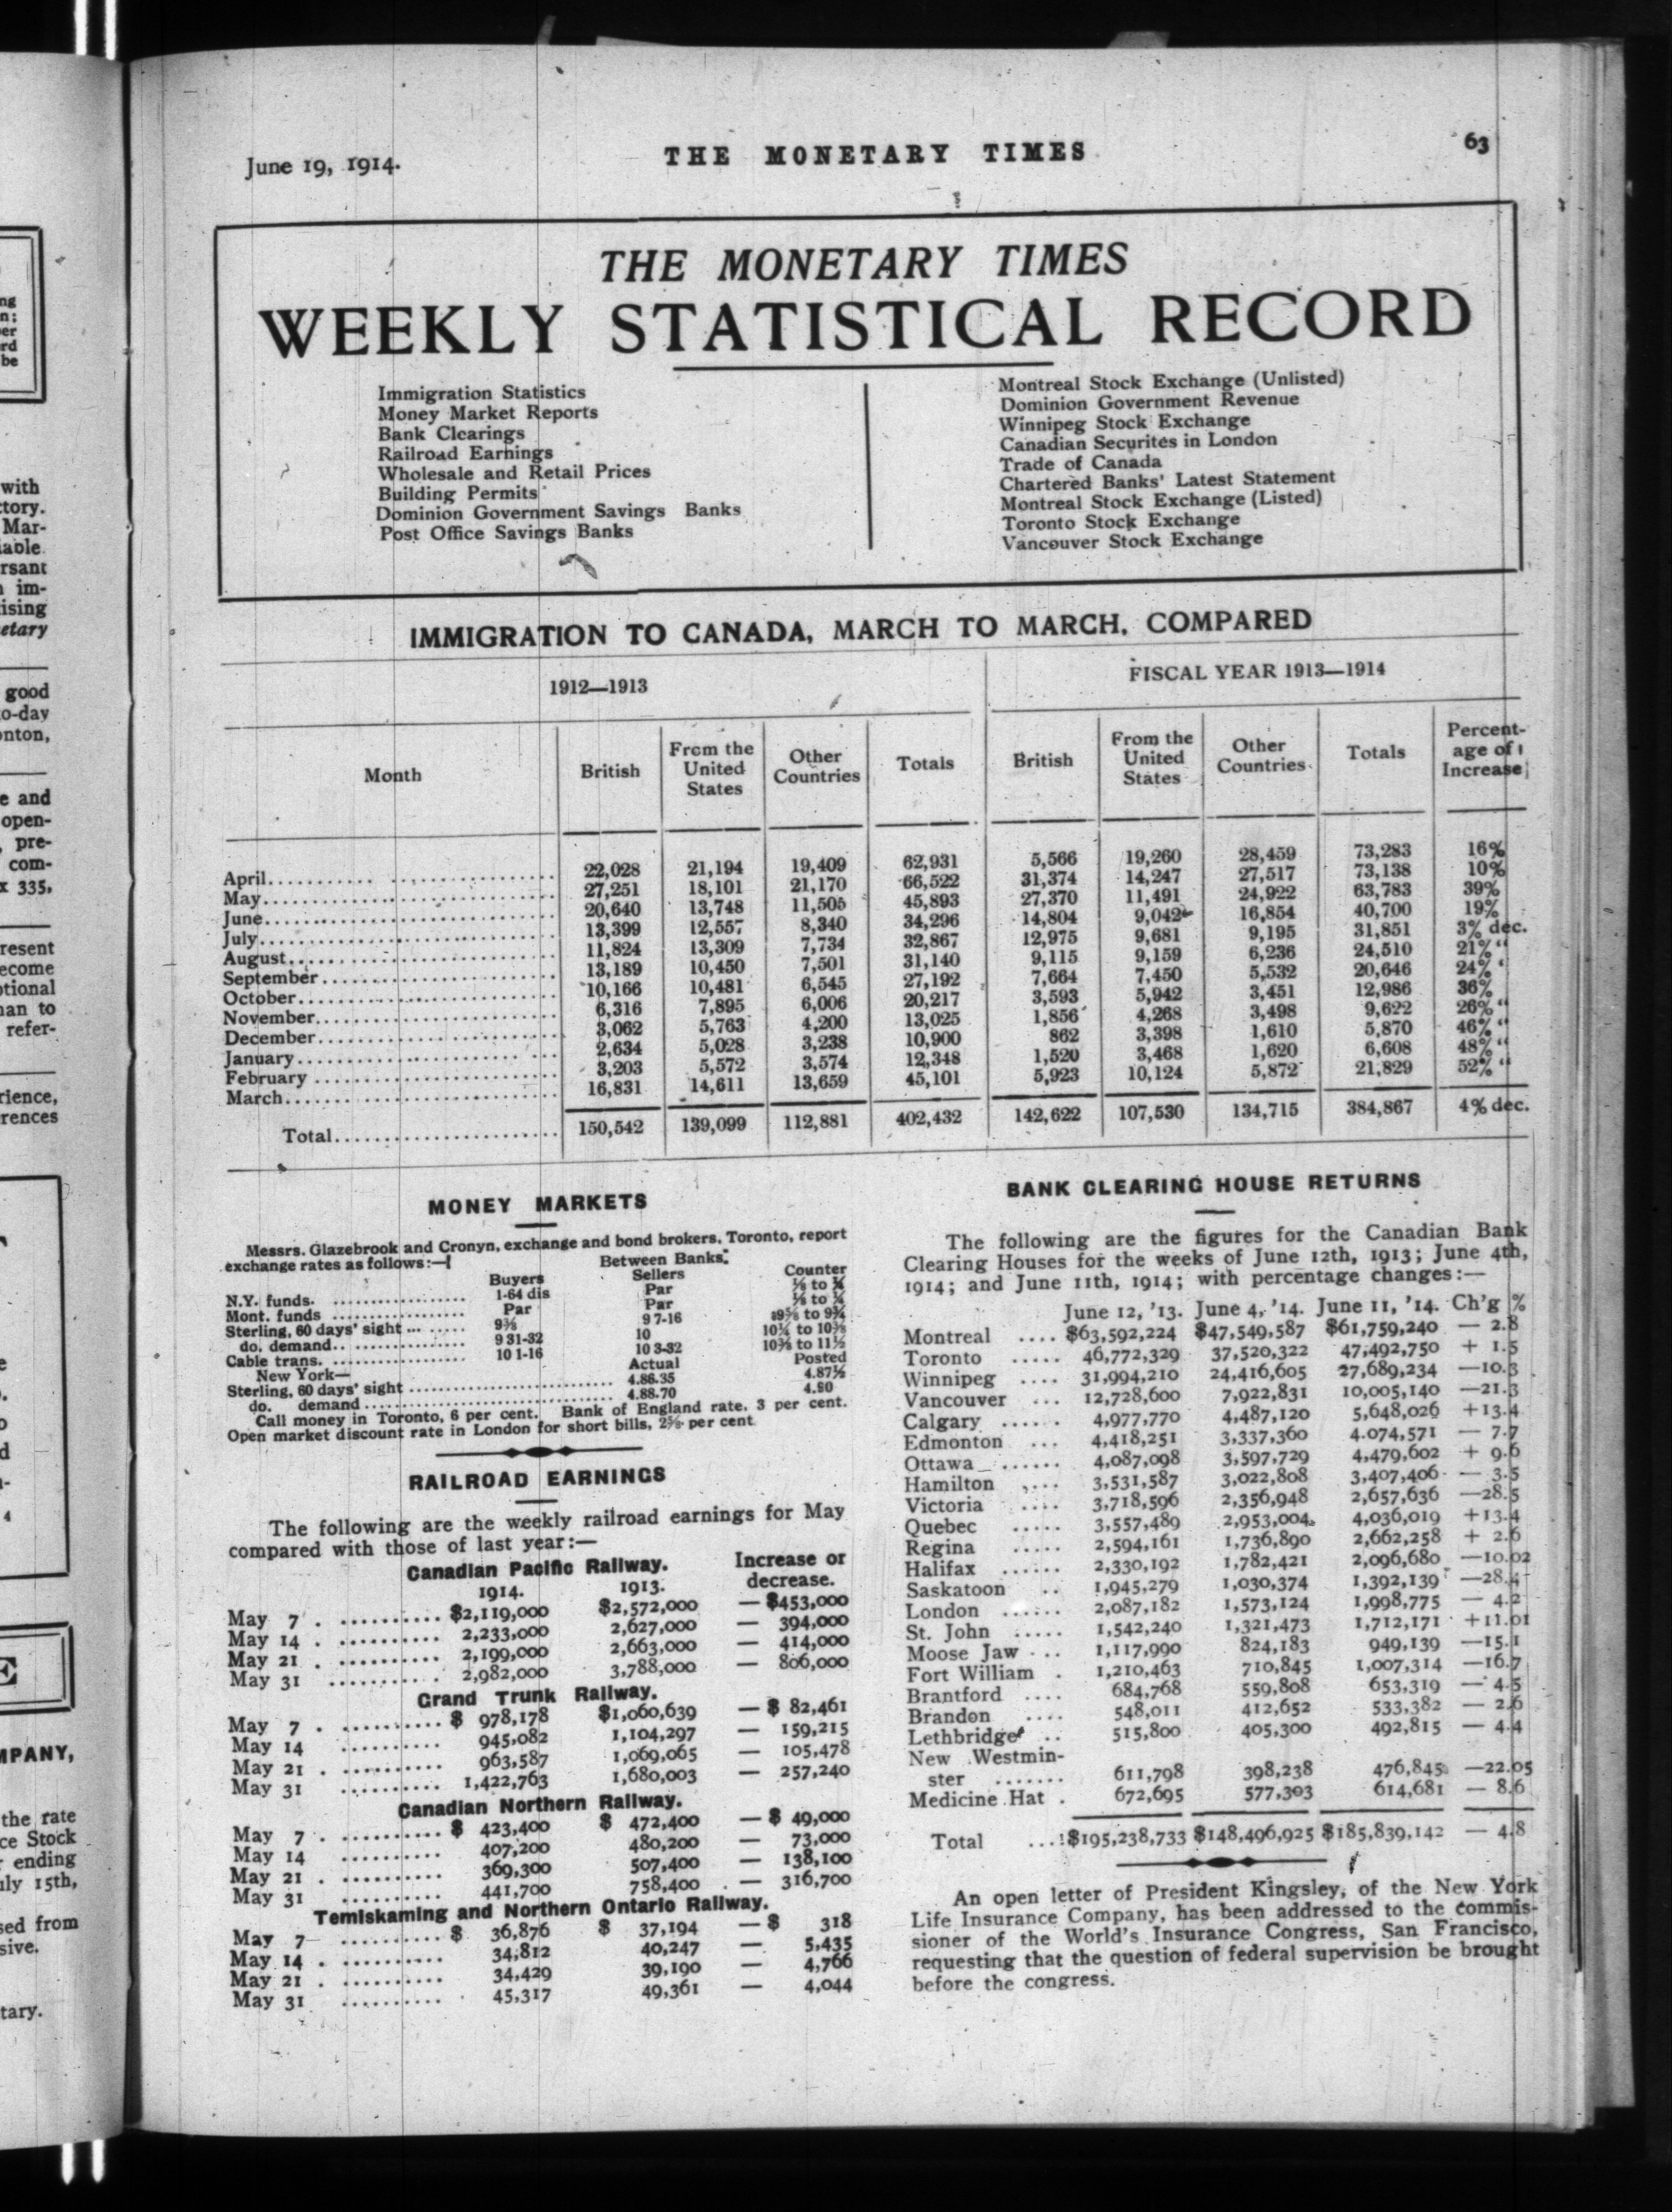 June 19, 1914.
THE MONETARY TIMES
63
THE MONETARY TIMES
WEEKLY STATISTICAL RECORD
Immigration Statistics
Money Market Reports
Bank Clearings
Railroad Earnings
Wholesale and Retail Prices
Building Permits
Dominion Government Savings Banks
Post Office Savings Banks
Montreal Stock Exchange (Unlisted)
Dominion Government Revenue
Winnipeg Stock Exchange
Canadian Securites in London
Trade of Canada
Chartered Banks' Latest Statement
Montreal Stock Exchange (Listed)
Toronto Stock Exchange
Vancouver Stock Exchange
IMMIGRATION TO CANADA, MARCH TO MARCH, COMPARED
1912—1913
FISCAL YEAR 1913—1914
Month British From the United States Other Countries Totals British From the United States Other Countries Totals Percentage of Increase
April 22,028 21,194 19,409 62,931 5,566 19,260 28,459 73,283 16%
May 27,251 18,101 21,170 66,522 31,374 14,247 27,517 73,138 10%
June 20,640 13,748 11,505 45,893 27,370 11,491 24,922 63,783 39%
July 13,399 12,557 8,340 34,296 14,804 9,042 16,854 40,700 19%
August 11,824 13,309 7,734 32,867 12,975 9,681 9,195 31,851 3% dec.
September 13,189 10,450 7,501 31,140 9,115 9,159 6,236 24,510 21% "
October 10,166 10,481 6,545 27,192 7,664 7,450 5,532 20,646 24% "
November 6,316 7,895 6,006 20,217 3,593 5,942 3,451 12,986 36%
December 3,062 5,763 4,200 13,025 1,856 4,268 3,498 9,622 26% "
January 2,634 5,028 3,238 10,900 862 3,398 1,610 5,870 46% "
February 3,203 5,572 3,574 12,348 1,520 3,468 1,620 6,608 48% "
March 16,831 14,611 13,659 45,101 5,923 10,124 5,872 21,829 52% "
Total 150,542 139,099 112,881 402,432 142,622 107,530 134,715 384,867 4% dec.
MONEY MARKETS
Messrs. Glazebrook and Cronyn, exchange and bond brokers, Toronto, report
exchange rates as follows:—
Between Banks.
Buyers Sellers Counter
N.Y. funds. 1-64 dis Par ⅛ to ¼
Mont. funds Par Par ⅛ to ¼
Sterling, 60 days' sight 9⅜ 9 7-16 9⅝ to 9¾
do. demand 9 31-32 10 10¼ to 10⅜
Cable trans. 10 1-16 10 3-32 10⅜ to 11½
New York— Actual Posted
Sterling, 60 days' sight 4.86.35 4.87½
do. demand 4.88.70 4.90
Call money in Toronto, 6 per cent. Bank of England rate, 3 per cent.
Open market discount rate in London for short bills, 2⅝ per cent
RAILROAD EARNINGS
The following are the weekly railroad earnings for May
compared with those of last year:—
Canadian Pacific Railway.
1914. 1913. Increase or decrease.
May 7 $2,119,000 $2,572,000 — $453,000
May 14 2,233,000 2,627,000 — 394,000
May 21 2,199,000 2,663,000 — 414,000
May 31 2,982,000 3,788,000 — 806,000
Grand Trunk Railway.
May 7 $ 978,178 $1,060,639 — $ 82,461
May 14 945,082 1,104,297 — 159,215
May 21 963,587 1,069,065 — 105,478
May 31 1,422,763 1,680,003 — 257,240
Canadian Northern Railway.
May 7 $ 423,400 $ 472,400 — $ 49,000
May 14 407,200 480,200 — 73,000
May 21 369,300 507,400 — 138,100
May 31 441,700 758,400 — 316,700
Temiskaming and Northern Ontario Railway.
May 7 $ 36,876 $ 37,194 — $ 318
May 14 34,812 40,247 — 5,435
May 21 34,429 39,190 — 4,766
May 31 45,317 49,361 — 4,044
BANK CLEARING HOUSE RETURNS
The following are the figures for the Canadian Bank
Clearing Houses for the weeks of June 12th, 1913; June 4th,
1914; and June 11th, 1914; with percentage changes:—
June 12, '13. June 4, '14. June 11, '14. Ch'g %
Montreal $63,592,224 $47,549,587 $61,759,240 — 2.8
Toronto 46,772,329 37,520,322 47,492,750 + 1.5
Winnipeg 31,994,210 24,416,605 27,689,234 —10.3
Vancouver 12,728,600 7,922,831 10,005,140 —21.3
Calgary 4,977,770 4,487,120 5,648,026 +13.4
Edmonton 4,418,251 3,337,360 4,074,571 — 7.7
Ottawa 4,087,098 3,597,729 4,479,602 + 9.6
Hamilton 3,531,587 3,022,808 3,407,406 — 3.5
Victoria 3,718,596 2,356,948 2,657,636 —28.5
Quebec 3,557,489 2,953,004 4,036,019 +13.4
Regina 2,594,161 1,736,890 2,662,258 + 2.6
Halifax 2,330,192 1,782,421 2,096,680 —10.02
Saskatoon 1,945,279 1,030,374 1,392,139 —28.4
London 2,087,182 1,573,124 1,998,775 — 4.2
St. John 1,542,240 1,321,473 1,712,171 +11.01
Moose Jaw 1,117,990 824,183 949,139 —15.1
Fort William 1,210,463 710,845 1,007,314 —16.7
Brantford 684,768 559,808 653,319 — 4.5
Brandon 548,011 412,652 533,382 — 2.6
Lethbridge 515,800 405,300 492,815 — 4.4
New Westmin-
ster 611,798 398,238 476,845 —22.05
Medicine Hat 672,695 577,303 614,681 — 8.6
Total $195,238,733 $148,496,925 $185,839,142 — 4.8
An open letter of President Kingsley, of the New York
Life Insurance Company, has been addressed to the commis-
sioner of the World's Insurance Congress, San Francisco,
requesting that the question of federal supervision be brought
before the congress.